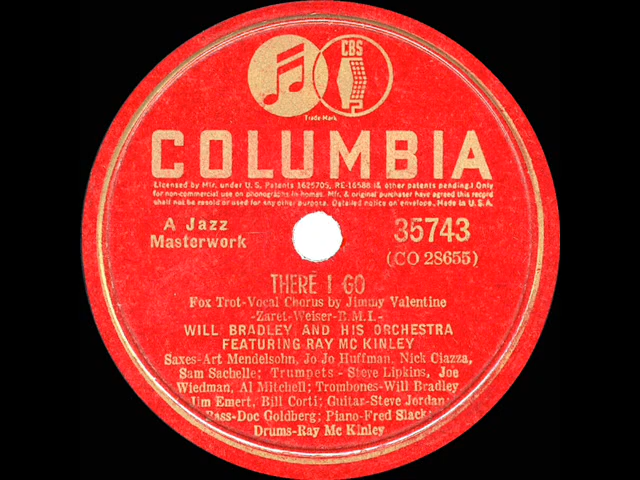 CBS
Trade Mark
COLUMBIA
Licensed by Mfr. under U. S. Patents 1625705, RE-16588 (& other patents pending.) Only
for non-commercial use on phonographs in homes. Mfr. & original purchaser have agreed this record
shall not be resold or used for any other purpose. Detailed notice on envelope. Made in U.S.A.
A Jazz
Masterwork
35743
(CO 28655)
THERE I GO
Fox Trot-Vocal Chorus by Jimmy Valentine
-Zaret-Weiser-B.M.I.-
WILL BRADLEY AND HIS ORCHESTRA
FEATURING RAY MC KINLEY
Saxes-Art Mendelsohn, Jo Jo Huffman, Nick Ciazza,
Sam Sachelle; Trumpets - Steve Lipkins, Joe
Wiedman, Al Mitchell; Trombones-Will Bradley
Jim Emert, Bill Corti; Guitar-Steve Jordan
Bass-Doc Goldberg; Piano-Fred Slack
Drums-Ray Mc Kinley